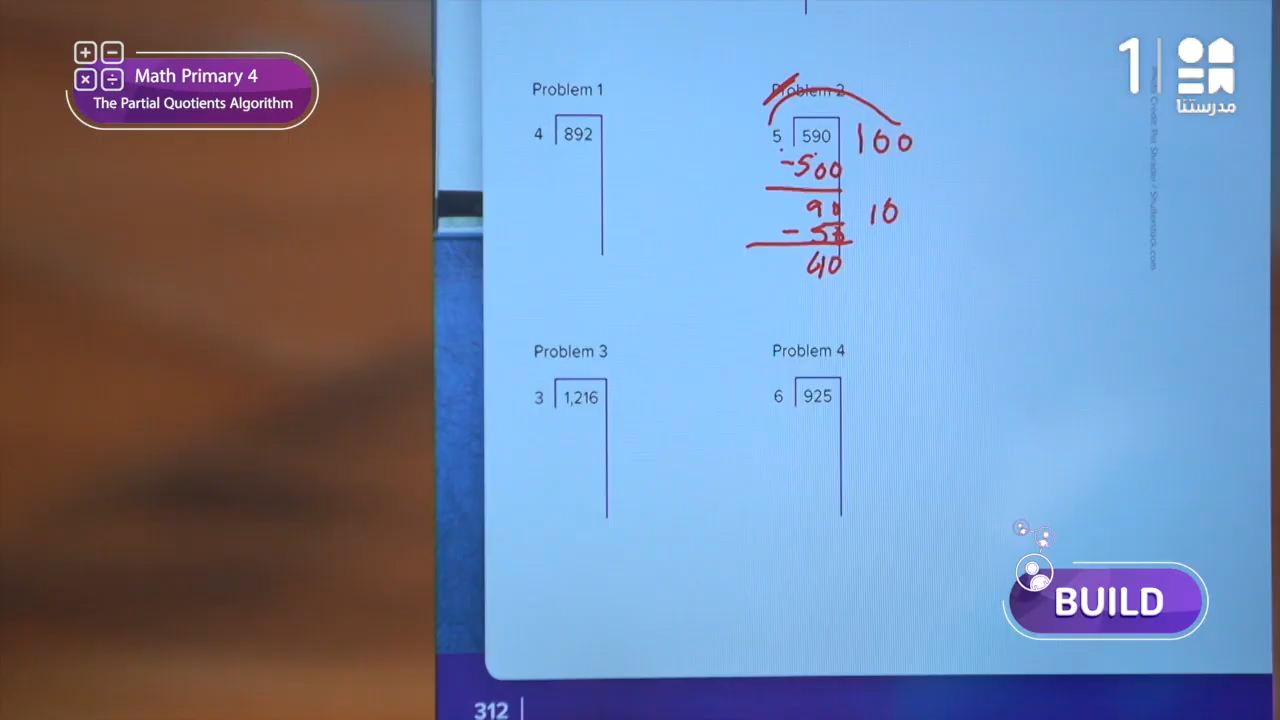 + −
× ÷
Math Primary 4
The Partial Quotients Algorithm
1
مدرستنا
Problem 1
4 892
Problem 2
5 590 100
-500
90 10
- 50
40
Problem 3
3 1,216
Problem 4
6 925
BUILD
312